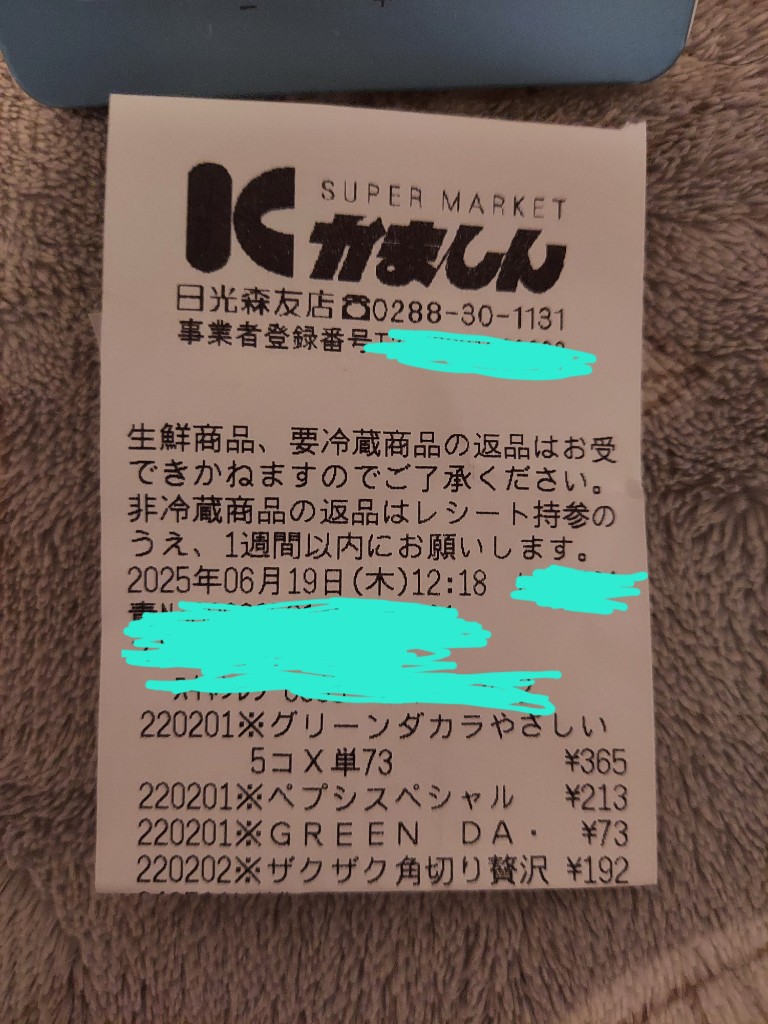 SUPER MARKET
かましん
日光森友店☎0288-30-1131
事業者登録番号
生鮮商品、要冷蔵商品の返品はお受
できかねますのでご了承ください。
非冷蔵商品の返品はレシート持参の
うえ、1週間以内にお願いします。
2025年06月19日(木)12:18
220201※グリーンダカラやさしい
5コX単73 ¥365
220201※ペプシスペシャル ¥213
220201※GREEN DA・ ¥73
220202※ザクザク角切り贅沢 ¥192